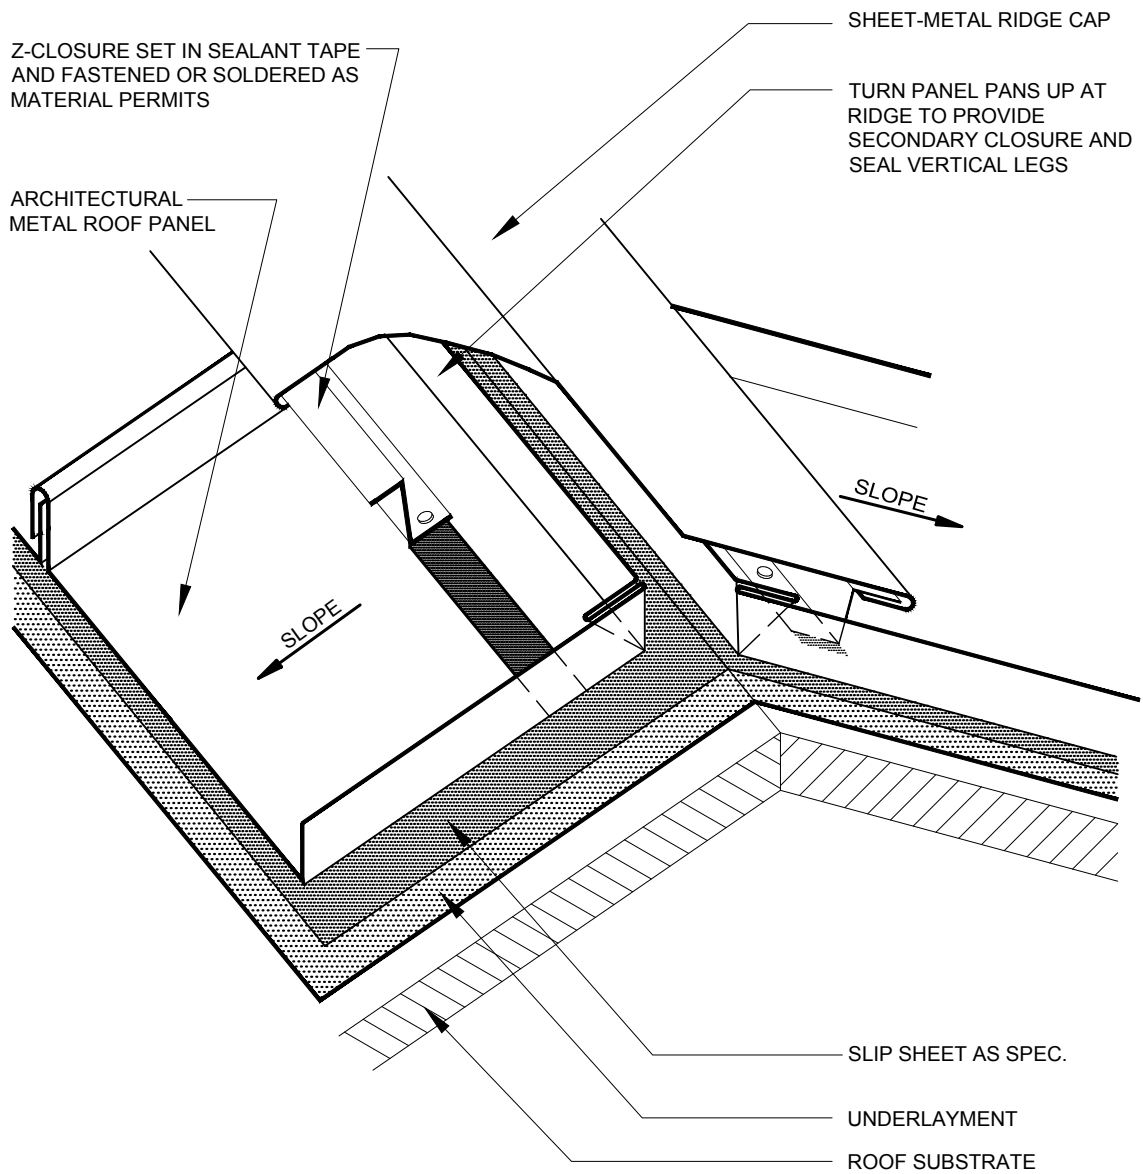 SHEET-METAL RIDGE CAP
Z-CLOSURE SET IN SEALANT TAPE
AND FASTENED OR SOLDERED AS
MATERIAL PERMITS
TURN PANEL PANS UP AT
RIDGE TO PROVIDE
SECONDARY CLOSURE AND
SEAL VERTICAL LEGS
ARCHITECTURAL
METAL ROOF PANEL
SLOPE
SLOPE
SLIP SHEET AS SPEC.
UNDERLAYMENT
ROOF SUBSTRATE